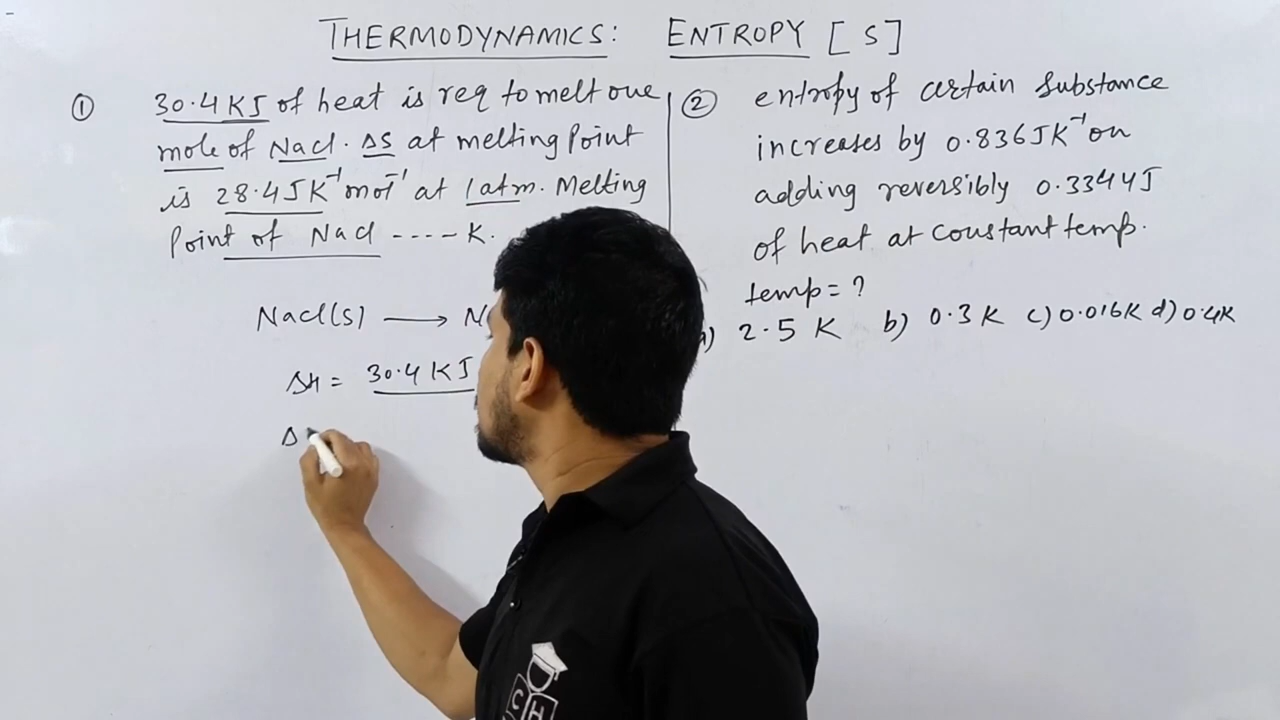 THERMODYNAMICS: ENTROPY [S]
① 30.4 KJ of heat is req to melt one
mole of Nacl. ΔS at melting Point
is 28.4 J K⁻¹ mol⁻¹ at 1 atm. Melting
Point of Nacl ---- K.
Nacl(s) ⟶ N
ΔH = 30.4 KJ
Δ
② entropy of certain Substance
increases by 0.836 J K⁻¹ on
adding reversibly 0.3344 J
of heat at constant temp.
temp = ?
) 2.5 K b) 0.3 K c) 0.016 K d) 0.4K
C H